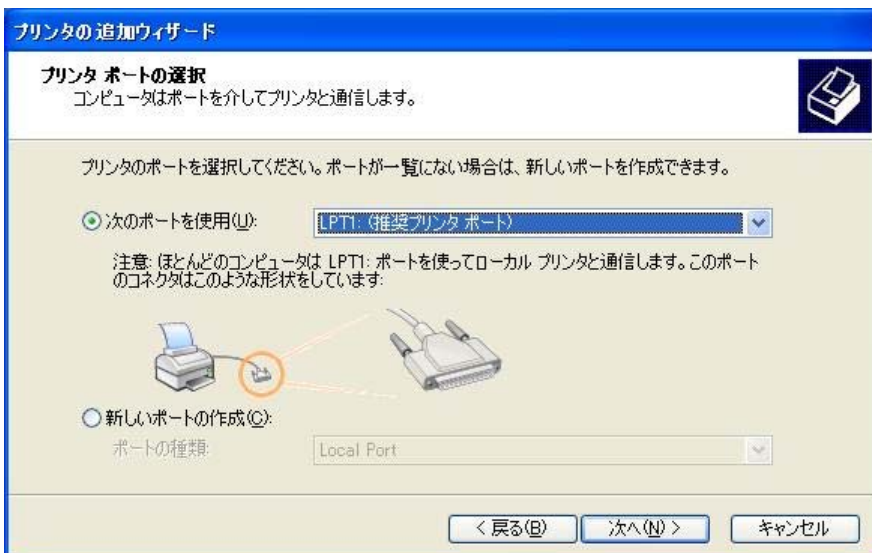 プリンタの追加ウィザード
プリンタ ポートの選択
コンピュータはポートを介してプリンタと通信します。
プリンタのポートを選択してください。ポートが一覧にない場合は、新しいポートを作成できます。
次のポートを使用(U): LPT1: (推奨プリンタ ポート)
注意: ほとんどのコンピュータは LPT1: ポートを使ってローカル プリンタと通信します。このポート
のコネクタはこのような形状をしています:
新しいポートの作成(C):
ポートの種類: Local Port
< 戻る(B) 次へ(N) > キャンセル